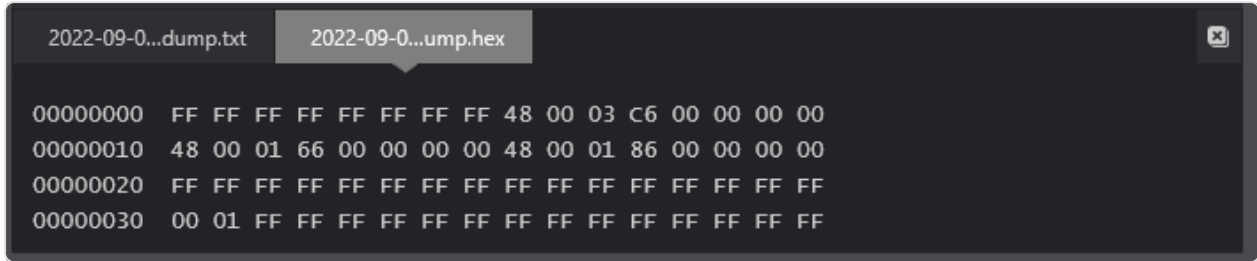 2022-09-0...dump.txt 2022-09-0...ump.hex
00000000 FF FF FF FF FF FF FF FF 48 00 03 C6 00 00 00 00
00000010 48 00 01 66 00 00 00 00 48 00 01 86 00 00 00 00
00000020 FF FF FF FF FF FF FF FF FF FF FF FF FF FF FF FF
00000030 00 01 FF FF FF FF FF FF FF FF FF FF FF FF FF FF